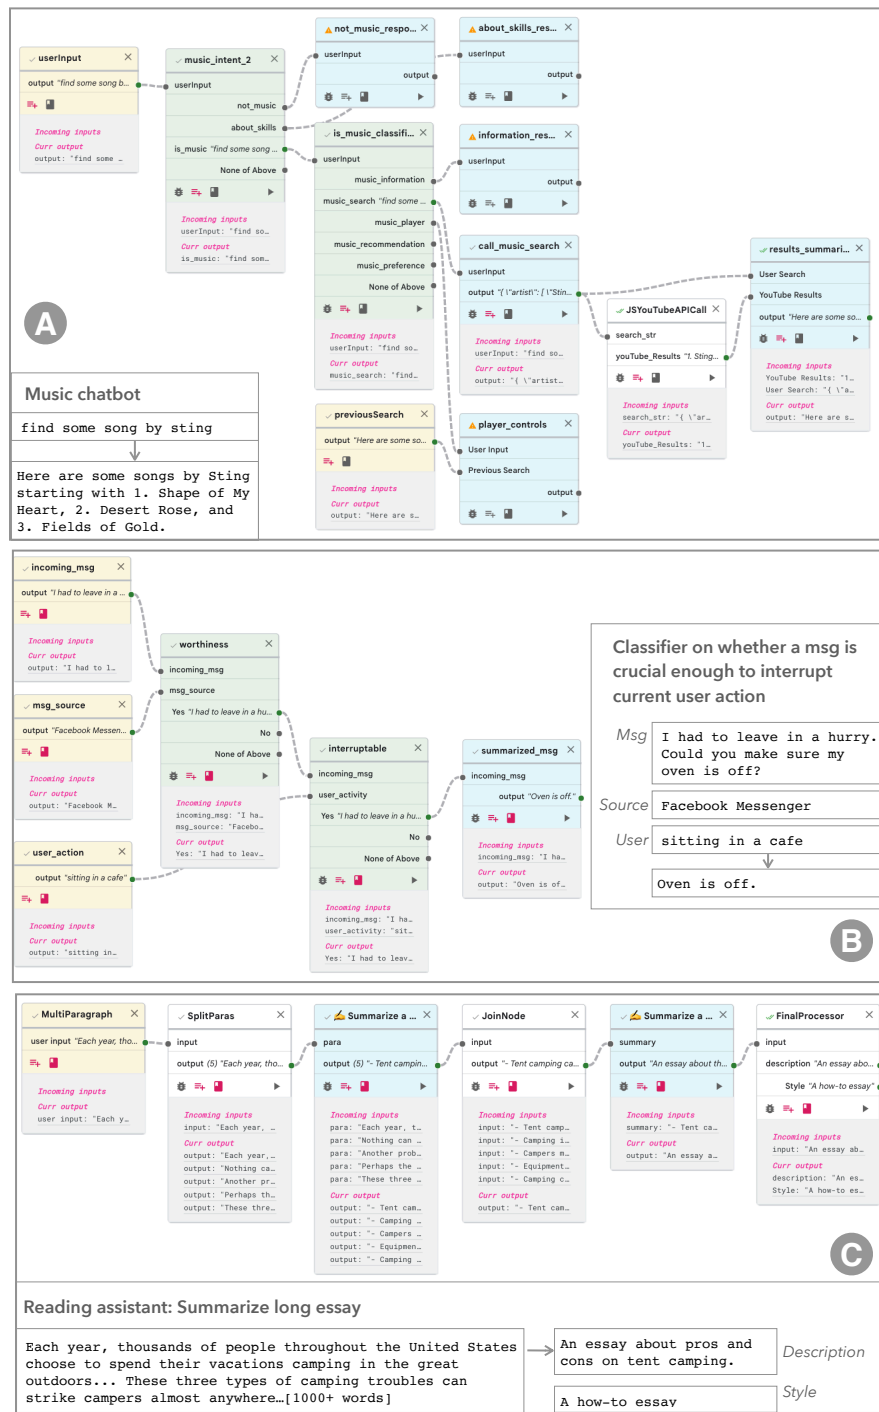 userInput
output "find some song b...
Incoming inputs
Curr output
output: "find some …
music_intent_2
userInput
not_music
about_skills
is_music "find some song ...
None of Above
Incoming inputs
userInput: "find so…
Curr output
is_music: "find som…
not_music_respo...
userInput
output
about_skills_res...
userInput
output
is_music_classifi...
userInput
music_information
music_search "find some ...
music_player
music_recommendation
music_preference
None of Above
Incoming inputs
userInput: "find so…
Curr output
music_search: "find…
information_res...
userInput
output
call_music_search
userInput
output "{ \"artist\": [ \"Stin...
Incoming inputs
userInput: "find so…
Curr output
output: "{ \"artist…
JSYouTubeAPICall
search_str
youTube_Results "1. Sting...
Incoming inputs
search_str: "{ \"ar…
Curr output
youTube_Results: "1…
results_summari...
User Search
YouTube Results
output "Here are some so...
Incoming inputs
YouTube Results: "1…
User Search: "{ \"a…
Curr output
output: "Here are s…
previousSearch
output "Here are some so...
Incoming inputs
Curr output
output: "Here are s…
player_controls
User Input
Previous Search
output
A
Music chatbot
find some song by sting
Here are some songs by Sting
starting with 1. Shape of My
Heart, 2. Desert Rose, and
3. Fields of Gold.
incoming_msg
output "I had to leave in a ...
Incoming inputs
Curr output
output: "I had to l…
msg_source
output "Facebook Messen...
Incoming inputs
Curr output
output: "Facebook M…
user_action
output "sitting in a cafe"
Incoming inputs
Curr output
output: "sitting in…
worthiness
incoming_msg
msg_source
Yes "I had to leave in a hu...
No
None of Above
Incoming inputs
incoming_msg: "I ha…
msg_source: "Facebo…
Curr output
Yes: "I had to leav…
interruptable
incoming_msg
user_activity
Yes "I had to leave in a hu...
No
None of Above
Incoming inputs
incoming_msg: "I ha…
user_activity: "sit…
Curr output
Yes: "I had to leav…
summarized_msg
incoming_msg
output "Oven is off."
Incoming inputs
incoming_msg: "I ha…
Curr output
output: "Oven is of…
Classifier on whether a msg is
crucial enough to interrupt
current user action
Msg
I had to leave in a hurry.
Could you make sure my
oven is off?
Source
Facebook Messenger
User
sitting in a cafe
Oven is off.
B
MultiParagraph
user input "Each year, tho...
Incoming inputs
Curr output
user input: "Each y…
SplitParas
input
output (5) "Each year, tho...
Incoming inputs
input: "Each year, …
Curr output
output: "Each year,…
output: "Nothing ca…
output: "Another pr…
output: "Perhaps th…
output: "These thre…
Summarize a ...
para
output (5) "- Tent campin...
Incoming inputs
para: "Each year, t…
para: "Nothing can …
para: "Another prob…
para: "Perhaps the …
para: "These three …
Curr output
output: "- Tent cam…
output: "- Camping …
output: "- Campers …
output: "- Equipmen…
output: "- Camping …
JoinNode
input
output "- Tent camping ca...
Incoming inputs
input: "- Tent camp…
input: "- Camping i…
input: "- Campers m…
input: "- Equipment…
input: "- Camping c…
Curr output
output: "- Tent cam…
Summarize a ...
summary
output "An essay about th...
Incoming inputs
summary: "- Tent ca…
Curr output
output: "An essay a…
FinalProcessor
input
description "An essay abo...
Style "A how-to essay"
Incoming inputs
input: "An essay ab…
Curr output
description: "An es…
Style: "A how-to es…
C
Reading assistant: Summarize long essay
Each year, thousands of people throughout the United States
choose to spend their vacations camping in the great
outdoors... These three types of camping troubles can
strike campers almost anywhere…[1000+ words]
An essay about pros and
cons on tent camping.
Description
A how-to essay
Style